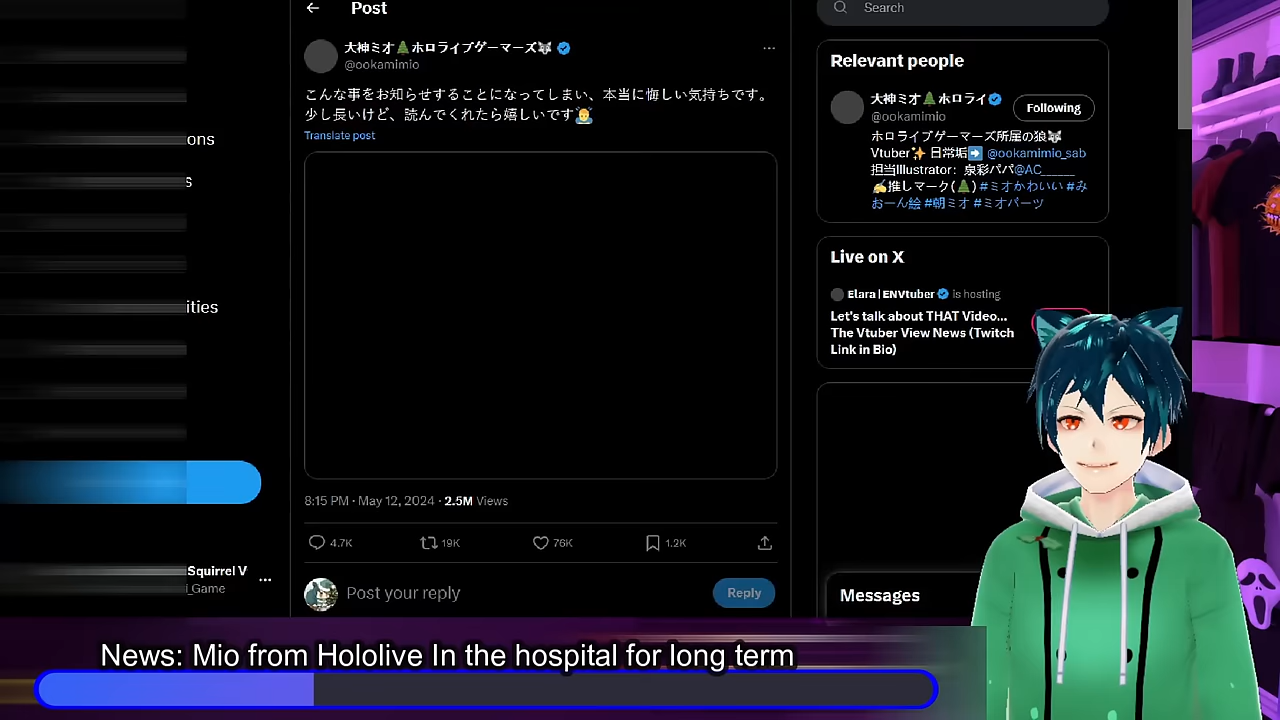 Post
Search
大神ミオ🌲ホロライブゲーマーズ🐺
@ookamimio
こんな事をお知らせすることになってしまい、本当に悔しい気持ちです。
少し長いけど、読んでくれたら嬉しいです🙇
Translate post
8:15 PM · May 12, 2024 · 2.5M Views
4.7K
19K
76K
1.2K
Post your reply
Reply
Relevant people
大神ミオ🌲ホロライ
@ookamimio
Following
ホロライブゲーマーズ所属の狼🐺
Vtuber✨ 日常垢➡ @ookamimio_sab
担当Illustrator：泉彩パパ@AC_____
✍推しマーク(🌲) #ミオかわいい #み
おーん絵 #朝ミオ #ミオパーツ
Live on X
Elara | ENVtuber is hosting
Let's talk about THAT Video...
The Vtuber View News (Twitch
Link in Bio)
Messages
ons
s
ities
Squirrel V
i_Game
News: Mio from Hololive In the hospital for long term